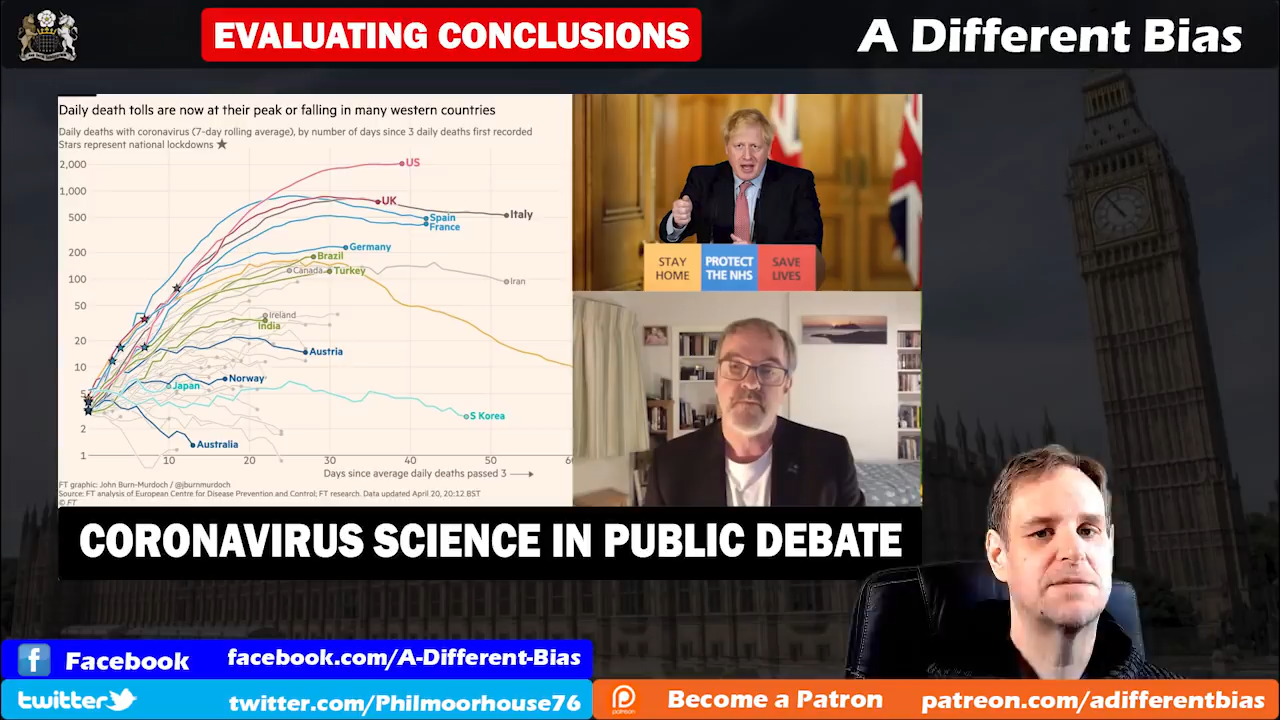 EVALUATING CONCLUSIONS
A Different Bias
Daily death tolls are now at their peak or falling in many western countries
Daily deaths with coronavirus (7-day rolling average), by number of days since 3 daily deaths first recorded
Stars represent national lockdowns ★
2,000
1,000
500
200
100
50
20
10
5
2
1
US
UK
Italy
Spain
France
Germany
Brazil
Canada
Turkey
Iran
Ireland
India
Austria
Norway
Japan
S Korea
Australia
10
20
30
40
50
Days since average daily deaths passed 3
FT graphic: John Burn-Murdoch / @jburnmurdoch
Source: FT analysis of European Centre for Disease Prevention and Control; FT research. Data updated April 20, 20:12 BST
© FT
STAY HOME
PROTECT THE NHS
SAVE LIVES
CORONAVIRUS SCIENCE IN PUBLIC DEBATE
Facebook
facebook.com/A-Different-Bias
twitter
twitter.com/Philmoorhouse76
patreon
Become a Patron
patreon.com/adifferentbias